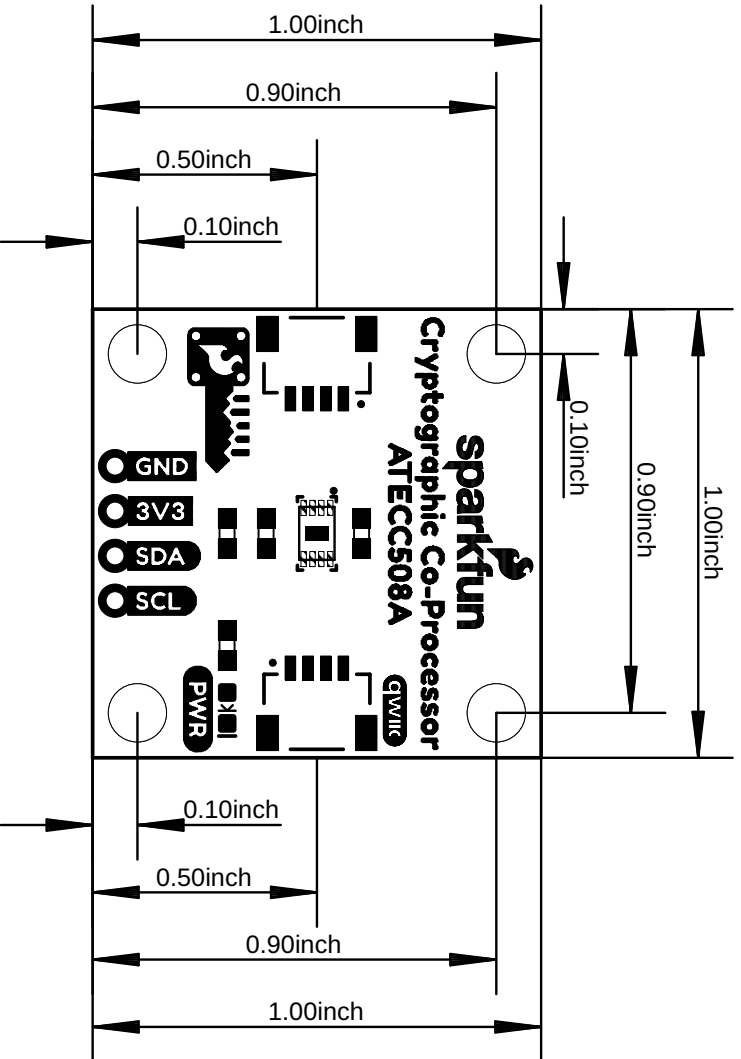 1.00inch
0.90inch
0.50inch
0.10inch
0.10inch
0.90inch
1.00inch
GND
3V3
SDA
SCL
Cryptographic Co-Processor
ATECC508A
sparkfun
PWR
qwiic
0.10inch
0.50inch
0.90inch
1.00inch